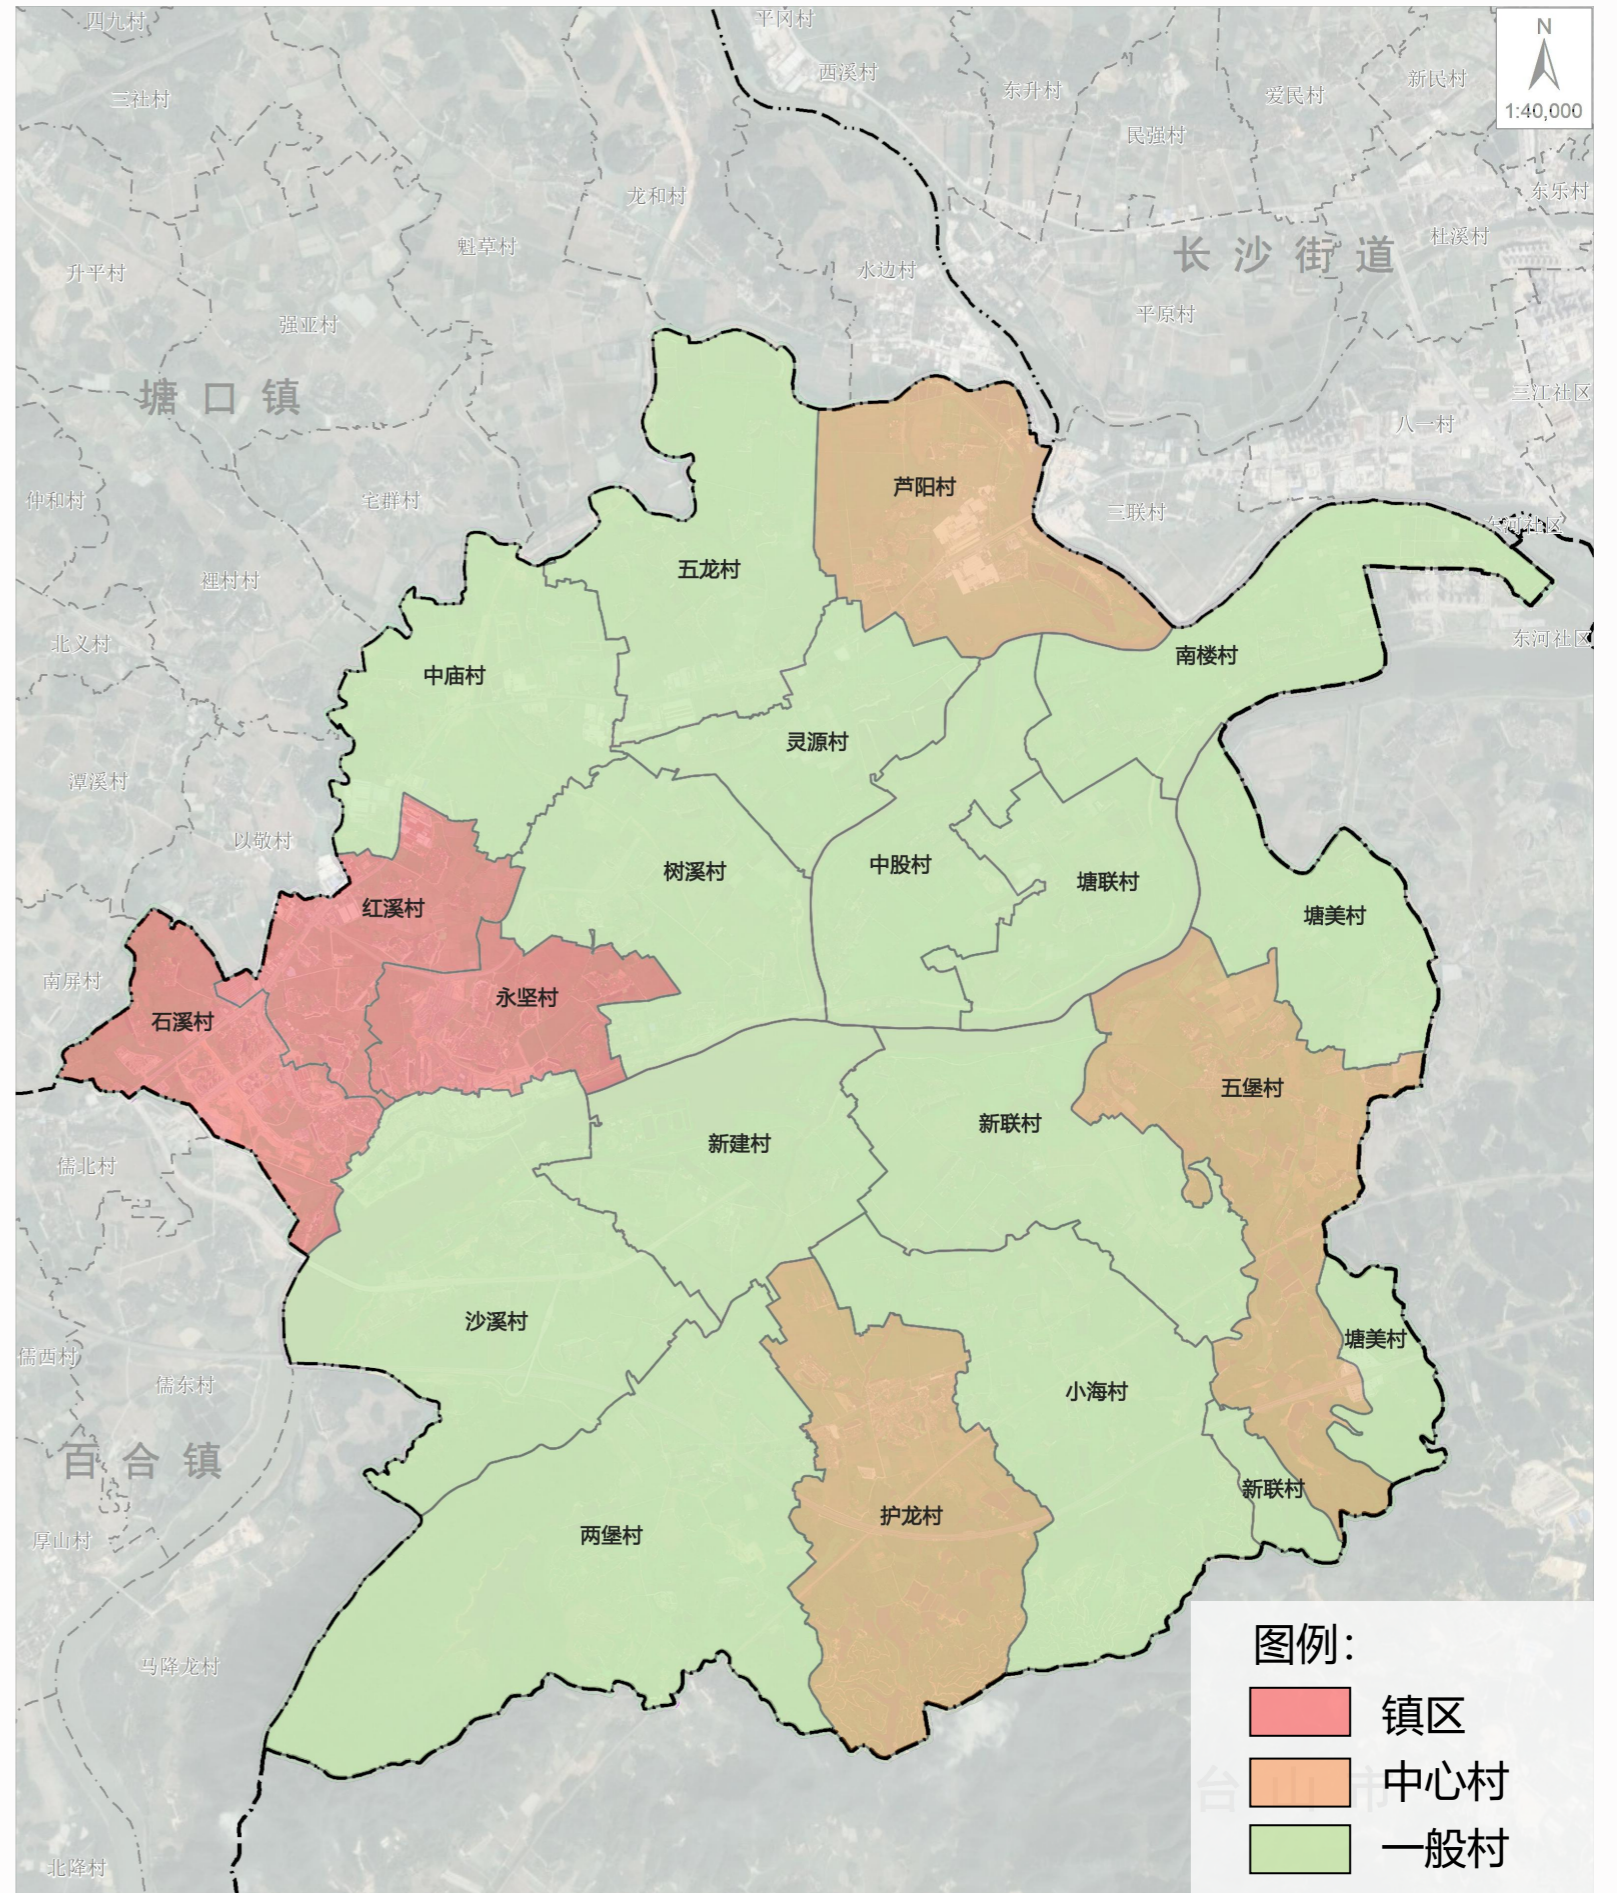 四九村
平冈村
N
1:40,000
西溪村
东升村
新民村
爱民村
三社村
民强村
东乐村
龙和村
杜溪村
魁草村
长沙街道
水边村
升平村
平原村
强亚村
三江社区
塘口镇
八一村
芦阳村
仲和村
宅群村
三联村
东河社区
五龙村
裡村村
东河社区
北义村
南楼村
中庙村
灵源村
潭溪村
以敬村
树溪村
中股村
塘联村
红溪村
塘美村
南屏村
永坚村
石溪村
五堡村
新联村
新建村
儒北村
沙溪村
塘美村
儒西村
儒东村
小海村
百合镇
新联村
护龙村
两堡村
厚山村
图例：
马降龙村
镇区
台山市
中心村
一般村
北降村